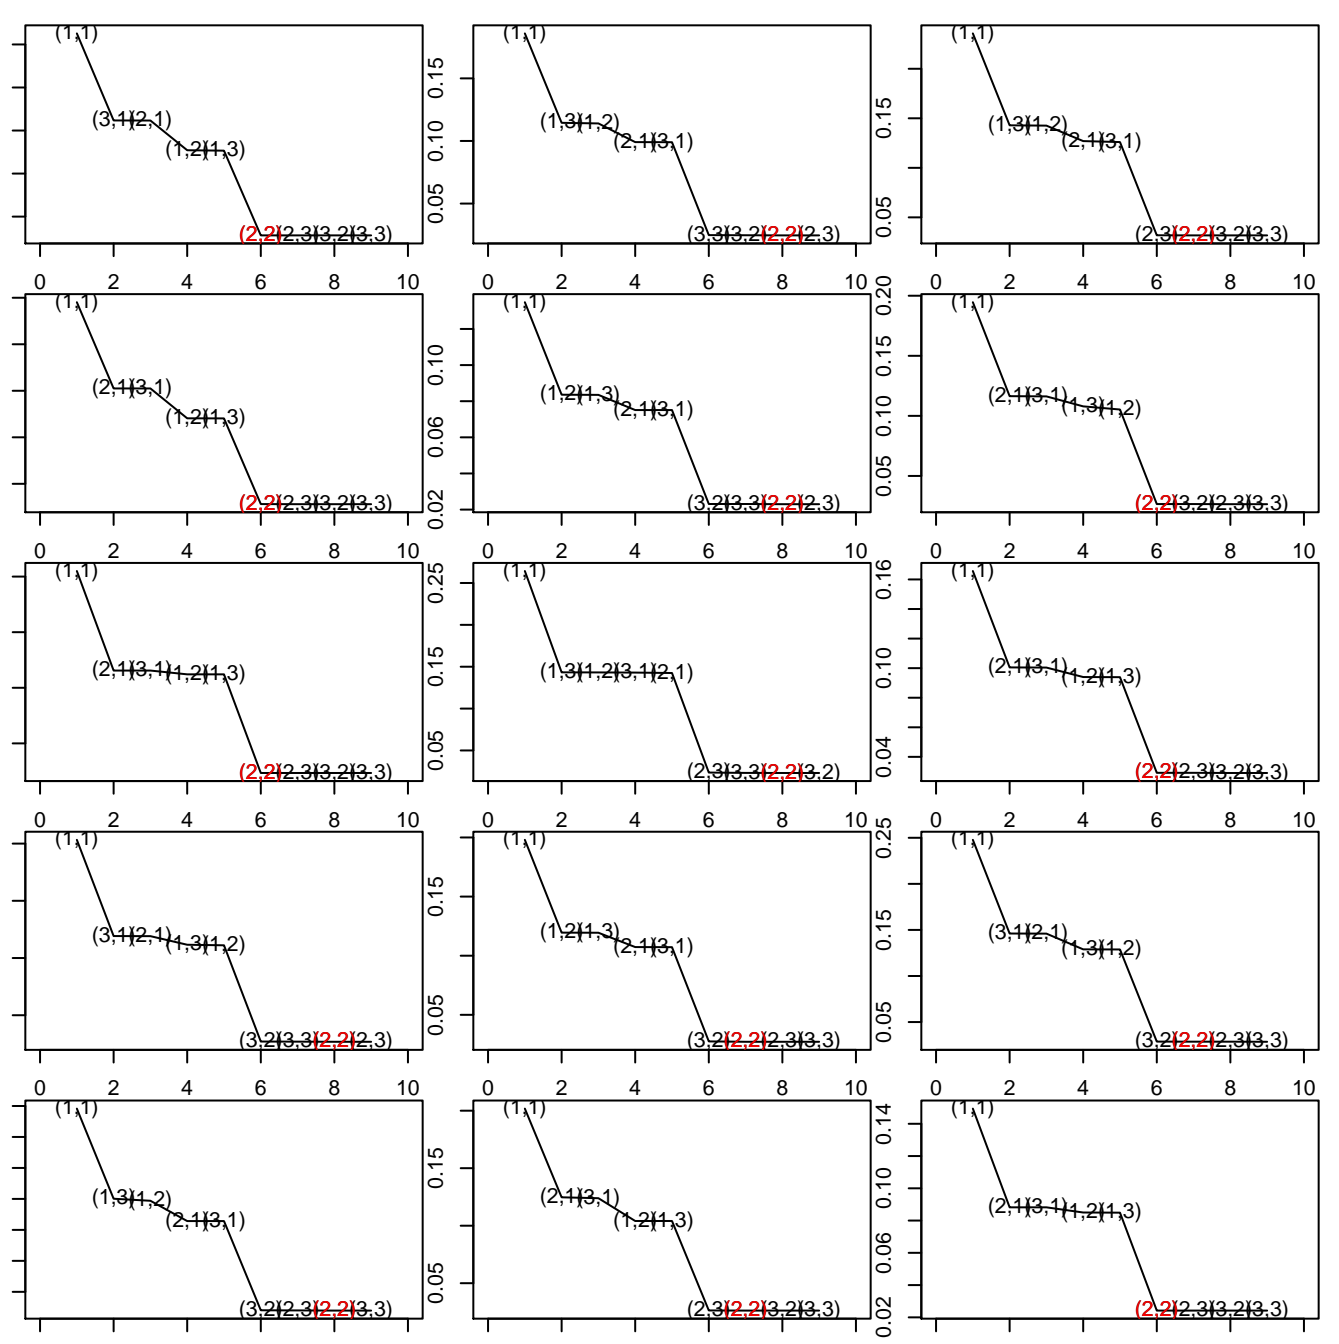 (1,1) (1,1) (1,1)
0.15 0.10 0.05
0.15 0.05
(3,1) (2,1) (1,3) (1,2) (1,3) (1,2)
(1,2) (1,3) (2,1) (3,1) (2,1) (3,1)
(2,2) (2,3) (3,2) (3,3) (3,3) (3,2) (2,2) (2,3) (2,3) (2,2) (3,2) (3,3)
0 2 4 6 8 10 0 2 4 6 8 10 0 2 4 6 8 10
(1,1) (1,1) (1,1)
0.10 0.06 0.02
0.20 0.15 0.10 0.05
(2,1) (3,1) (1,2) (1,3) (2,1) (3,1)
(1,2) (1,3) (2,1) (3,1) (1,3) (1,2)
(2,2) (2,3) (3,2) (3,3) (3,2) (3,3) (2,2) (2,3) (2,2) (3,2) (2,3) (3,3)
0 2 4 6 8 10 0 2 4 6 8 10 0 2 4 6 8 10
(1,1) (1,1) (1,1)
0.25 0.15 0.05
0.16 0.10 0.04
(2,1) (3,1) (1,2) (1,3) (1,3) (1,2) (3,1) (2,1) (2,1) (3,1) (1,2) (1,3)
(2,2) (2,3) (3,2) (3,3) (2,3) (3,3) (2,2) (3,2) (2,2) (2,3) (3,2) (3,3)
0 2 4 6 8 10 0 2 4 6 8 10 0 2 4 6 8 10
(1,1) (1,1) (1,1)
0.15 0.05
0.25 0.15 0.05
(3,1) (2,1) (1,3) (1,2) (1,2) (1,3) (2,1) (3,1) (3,1) (2,1) (1,3) (1,2)
(3,2) (3,3) (2,2) (2,3) (3,2) (2,2) (2,3) (3,3) (3,2) (2,2) (2,3) (3,3)
0 2 4 6 8 10 0 2 4 6 8 10 0 2 4 6 8 10
(1,1) (1,1) (1,1)
0.15 0.05
0.14 0.10 0.06 0.02
(1,3) (1,2) (2,1) (3,1) (2,1) (3,1) (1,2) (1,3) (2,1) (3,1) (1,2) (1,3)
(3,2) (2,3) (2,2) (3,3) (2,3) (2,2) (3,2) (3,3) (2,2) (2,3) (3,2) (3,3)